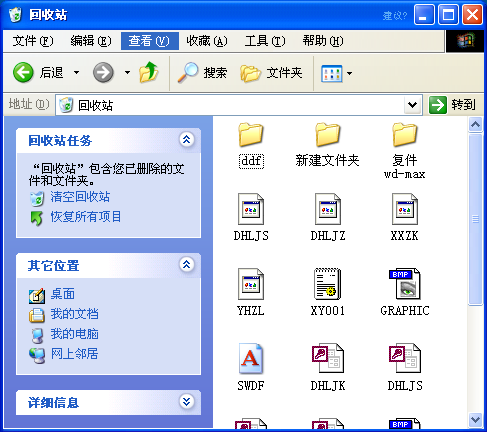 回收站
建议?
文件(F) 编辑(E) 查看(V) 收藏(A) 工具(T) 帮助(H)
后退 搜索 文件夹
地址(D) 回收站 转到
回收站任务
“回收站”包含您已删除的文
件和文件夹。
清空回收站
恢复所有项目
其它位置
桌面
我的文档
我的电脑
网上邻居
详细信息
ddf 新建文件夹 复件
wd-max
DHLJS DHLJZ XXZK
YHZL XY001 BMP GRAPHIC
SWDF DHLJK DHLJS
BMP